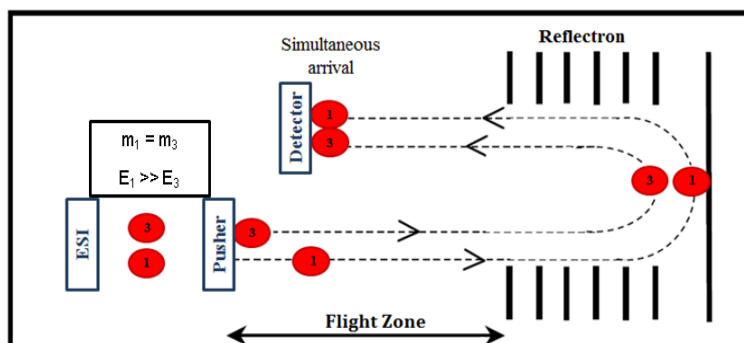 Reflectron
Simultaneous
arrival
Detector
1
3
m₁ = m₃
E₁ >> E₃
3
1
ESI
3
1
Pusher
3
1
Flight Zone